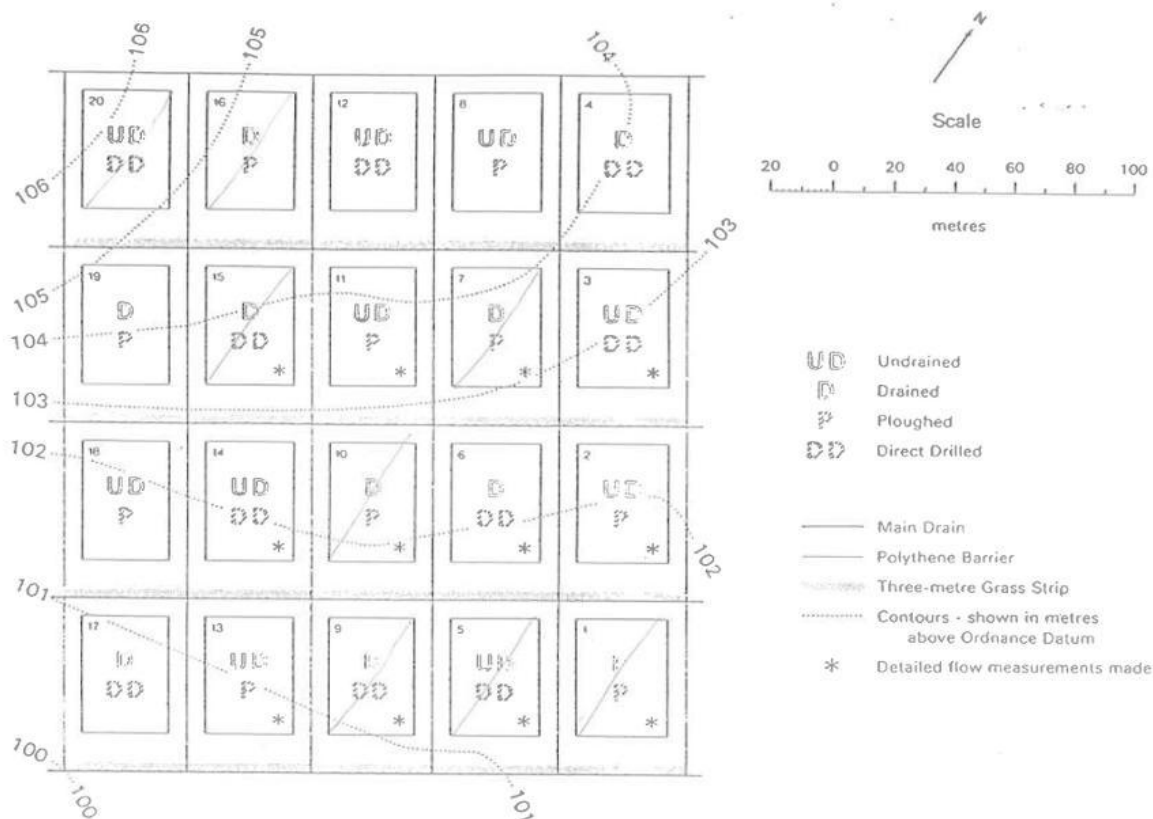 106
105
104
N
20
16
12
8
4
UD
D
UD
UD
D
DD
P
DD
P
DD
Scale
20 0 20 40 60 80 100
metres
106
103
19
15
11
7
3
105
D
D
UD
D
UD
104
P
DD
P
P
DD
* * * *
103
UD Undrained
D Drained
P Ploughed
DD Direct Drilled
102
18
14
10
6
2
UD
UD
D
D
UD
P
DD
P
DD
P
* * * *
102
Main Drain
Polythene Barrier
Three-metre Grass Strip
Contours - shown in metres
above Ordnance Datum
* Detailed flow measurements made
101
17
13
9
5
1
D
UD
D
UD
D
DD
P
DD
DD
P
* * * *
100
100
101